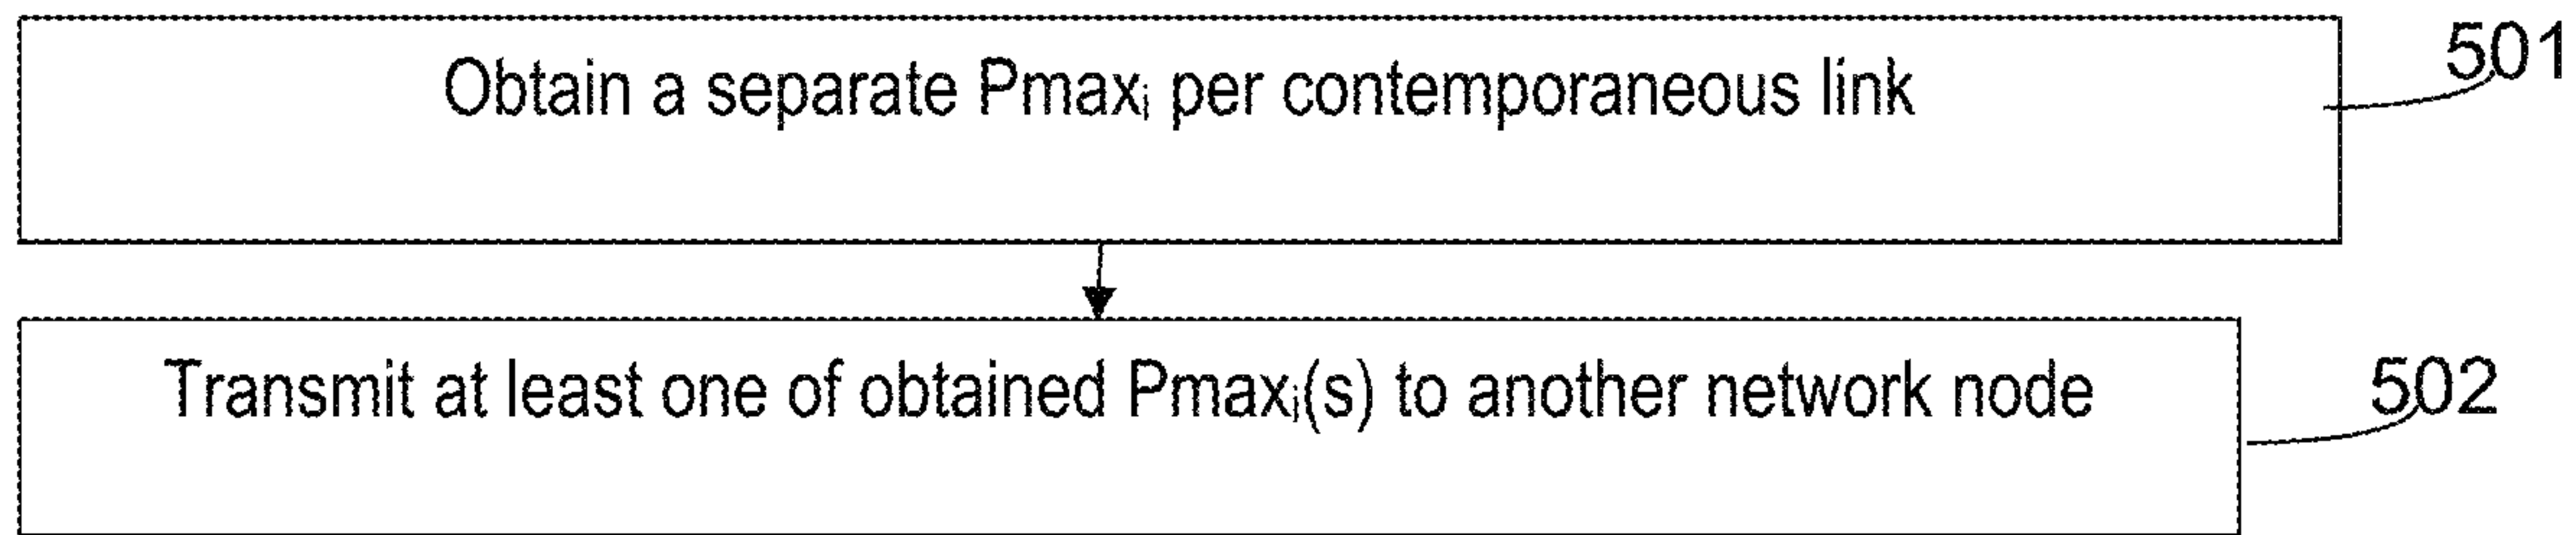 Obtain a separate Pmaxᵢ per contemporaneous link
501
Transmit at least one of obtained Pmaxᵢ(s) to another network node
502